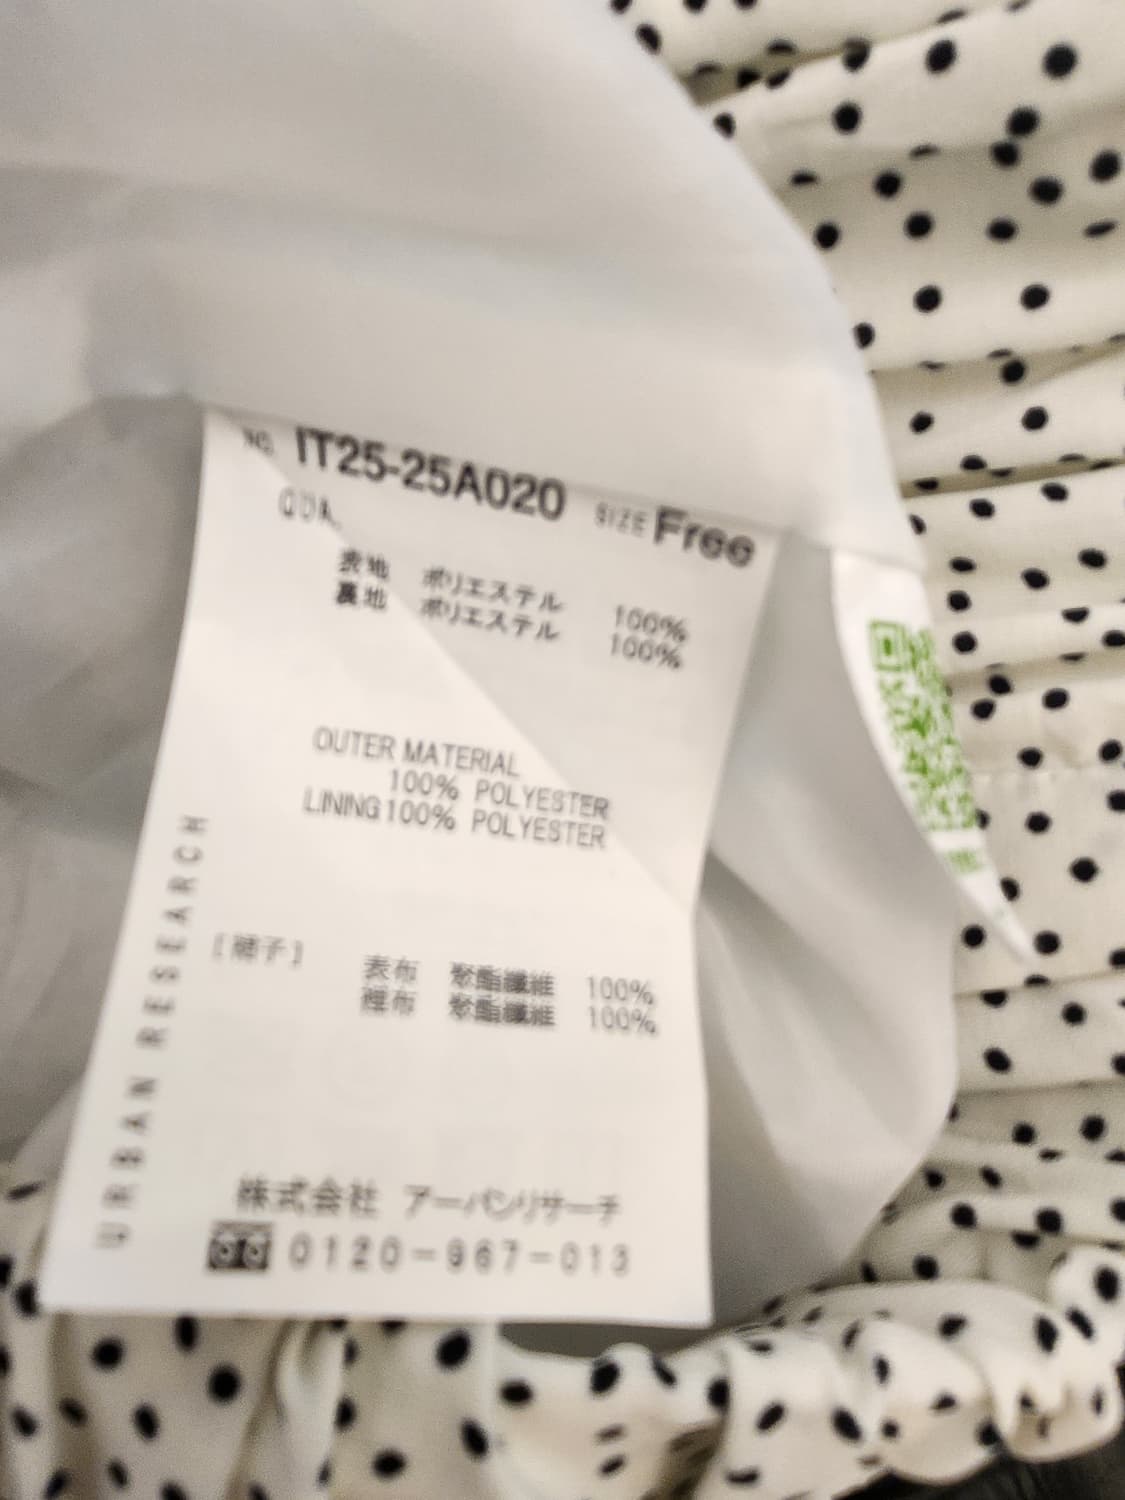 NO. IT25-25A020 SIZE Free
QUA.
表地 ポリエステル 100%
裏地 ポリエステル 100%
OUTER MATERIAL
100% POLYESTER
LINING100% POLYESTER
[裙子] 表布 聚酯纖維 100%
裡布 聚酯纖維 100%
URBAN RESEARCH
株式会社 アーバンリサーチ
0120-967-013